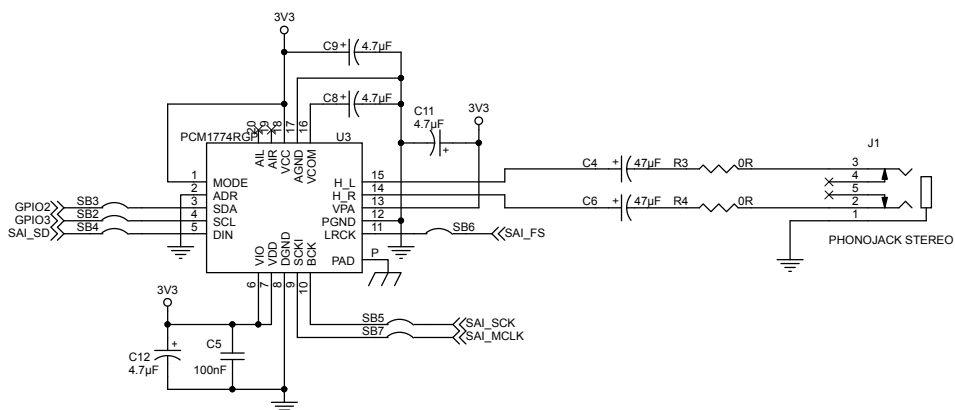 3V3
C9 + 4.7µF
C8 + 4.7µF
C11
4.7µF
+
3V3
PCM1774RGP
U3
20 19 18 17 16
AIL AIR VCC AGND VCOM
1 MODE
2 ADR
3 SDA
4 SCL
5 DIN
H_L 15
H_R 14
VPA 13
PGND 12
LRCK 11
PAD P
VIO VDD DGND SCKI BCK
6 7 8 9 10
GPIO2 SB3
GPIO3 SB2
SAI_SD SB4
SB6 SAI_FS
SB5 SAI_SCK
SB7 SAI_MCLK
3V3
C12
4.7µF
+
C5
100nF
C4 + 47µF R3 0R
C6 + 47µF R4 0R
J1
3
4
5
2
1
PHONOJACK STEREO